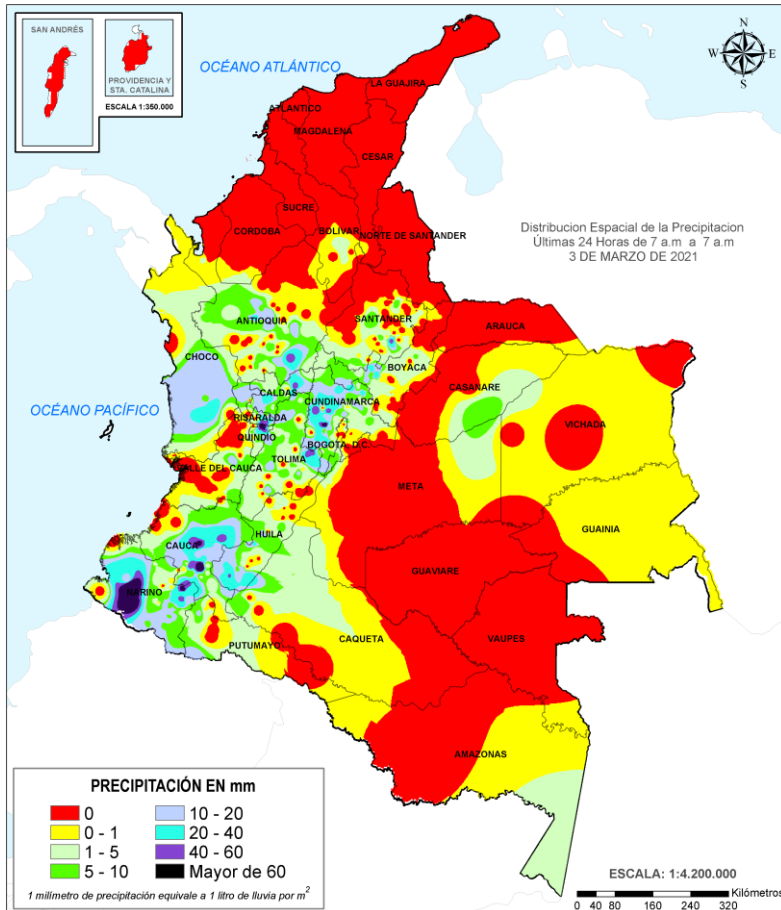 SAN ANDRÉS
PROVIDENCIA Y
STA. CATALINA
ESCALA 1:350.000
OCÉANO ATLÁNTICO
N
W
E
S
LA GUAJIRA
ATLANTICO
MAGDALENA
CESAR
SUCRE
CORDOBA
BOLIVAR
NORTE DE SANTANDER
Distribucion Espacial de la Precipitacion
Últimas 24 Horas de 7 a.m a 7 a.m
3 DE MARZO DE 2021
ANTIOQUIA
SANTANDER
ARAUCA
CHOCO
BOYACA
CASANARE
CALDAS
CUNDINAMARCA
OCÉANO PACÍFICO
RISARALDA
VICHADA
QUINDIO
BOGOTA D.C.
TOLIMA
VALLE DEL CAUCA
META
GUAINIA
HUILA
CAUCA
GUAVIARE
NARIÑO
VAUPES
CAQUETA
PUTUMAYO
AMAZONAS
PRECIPITACIÓN EN mm
0
10 - 20
0 - 1
20 - 40
1 - 5
40 - 60
5 - 10
Mayor de 60
1 milímetro de precipitación equivale a 1 litro de lluvia por m²
ESCALA: 1:4.200.000
Kilómetros
0 40 80 160 240 320